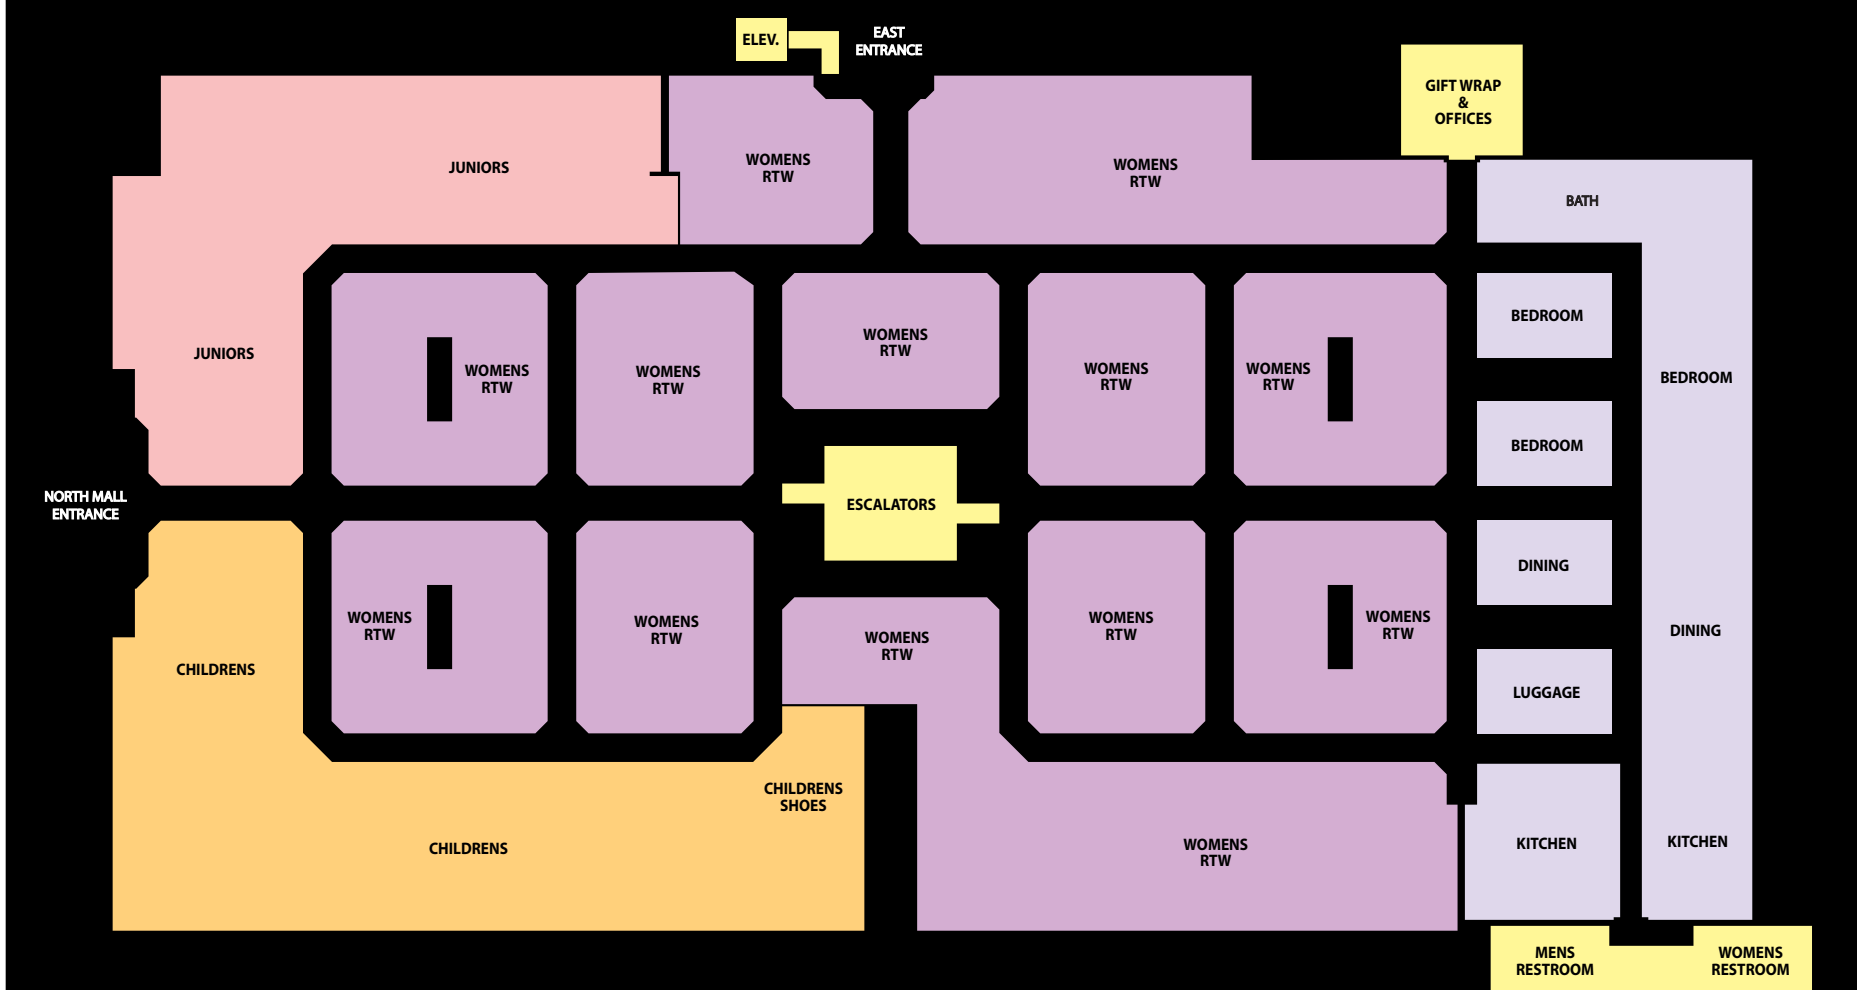 ELEV.
EAST
ENTRANCE
GIFT WRAP
&
OFFICES
JUNIORS
WOMENS
RTW
WOMENS
RTW
BATH
JUNIORS
WOMENS
RTW
WOMENS
RTW
WOMENS
RTW
WOMENS
RTW
WOMENS
RTW
BEDROOM
BEDROOM
BEDROOM
NORTH MALL
ENTRANCE
ESCALATORS
DINING
CHILDRENS
WOMENS
RTW
WOMENS
RTW
WOMENS
RTW
WOMENS
RTW
WOMENS
RTW
DINING
LUGGAGE
CHILDRENS
SHOES
CHILDRENS
WOMENS
RTW
KITCHEN
KITCHEN
MENS
RESTROOM
WOMENS
RESTROOM